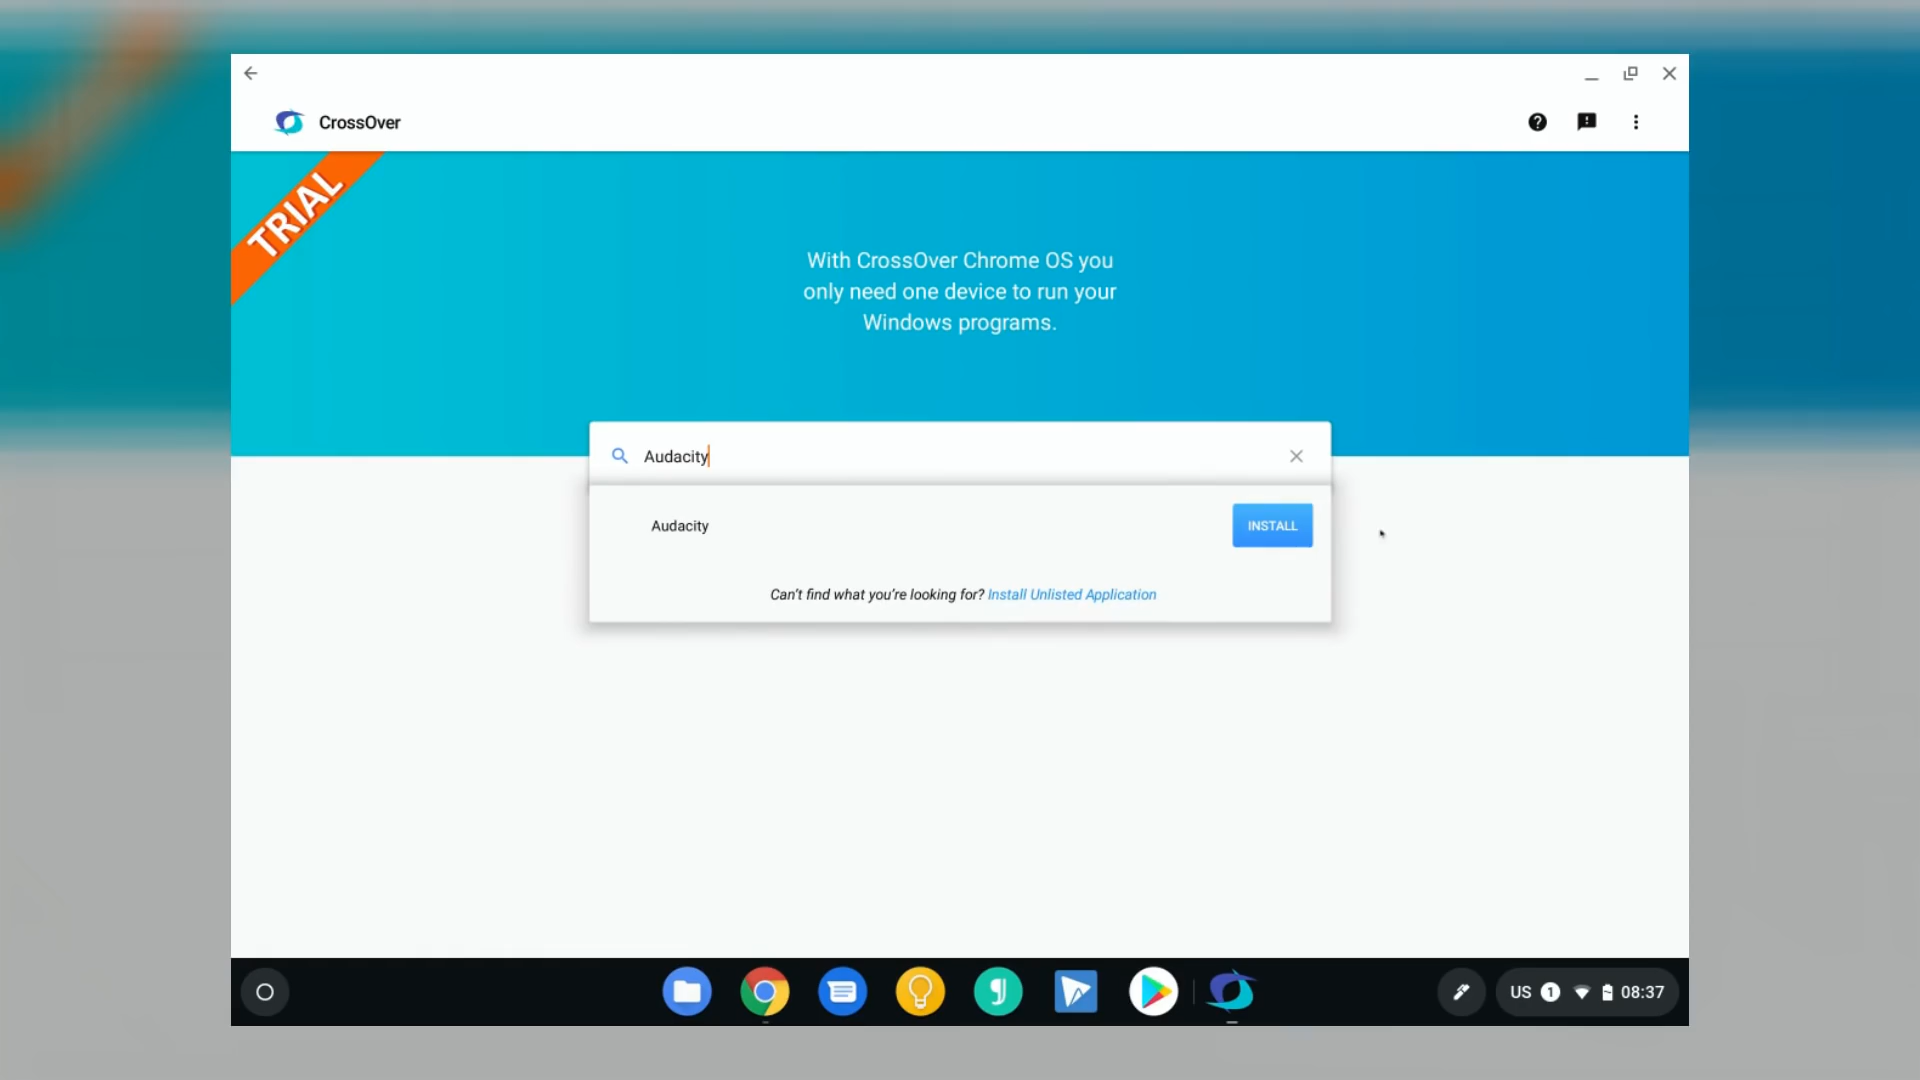 CrossOver
TRIAL
With CrossOver Chrome OS you
only need one device to run your
Windows programs.
Audacity
Audacity
INSTALL
Can't find what you're looking for? Install Unlisted Application
US 1 08:37